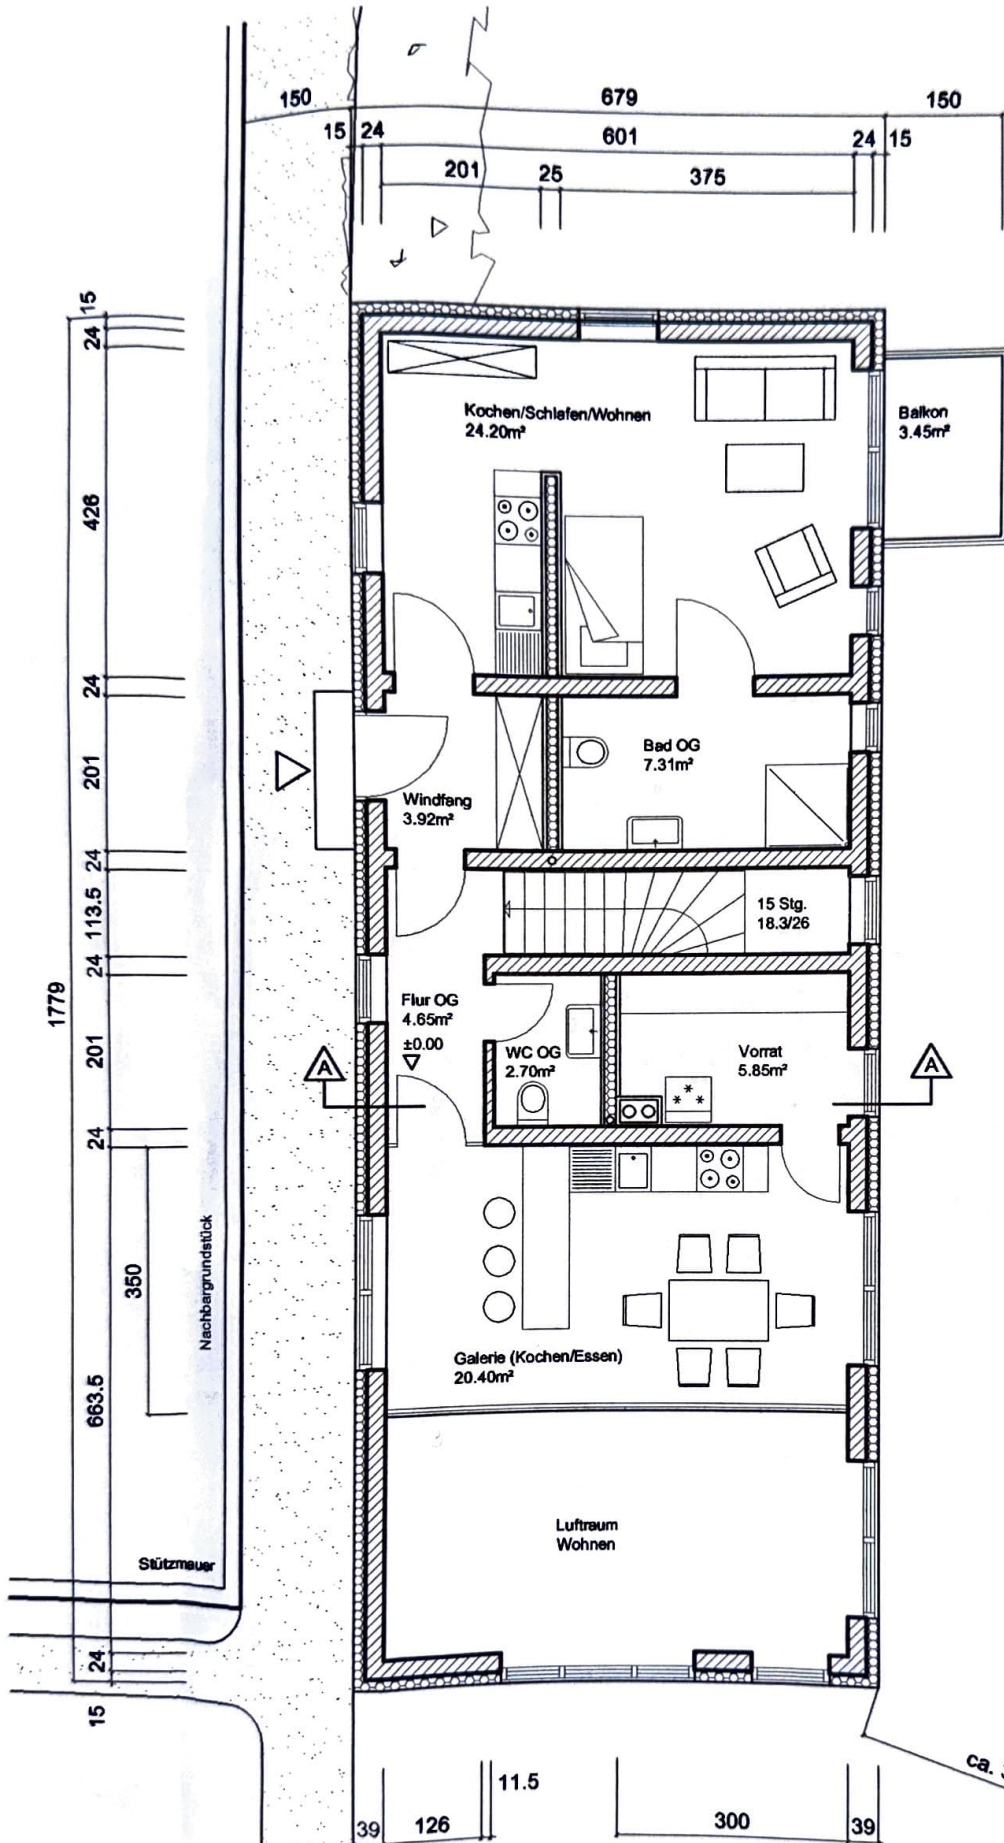 150
679
150
15
24
601
24
15
201
25
375
15
24
426
24
201
24
113.5
24
201
24
663.5
24
15
1779
350
Kochen/Schlafen/Wohnen
24.20m²
Balkon
3.45m²
Bad OG
7.31m²
Windfang
3.92m²
15 Stg.
18.3/26
Flur OG
4.65m²
±0.00
WC OG
2.70m²
Vorrat
5.85m²
A
A
***
Galerie (Kochen/Essen)
20.40m²
Nachbargrundstück
Luftraum
Wohnen
Stützmauer
ca.
11.5
39
126
300
39